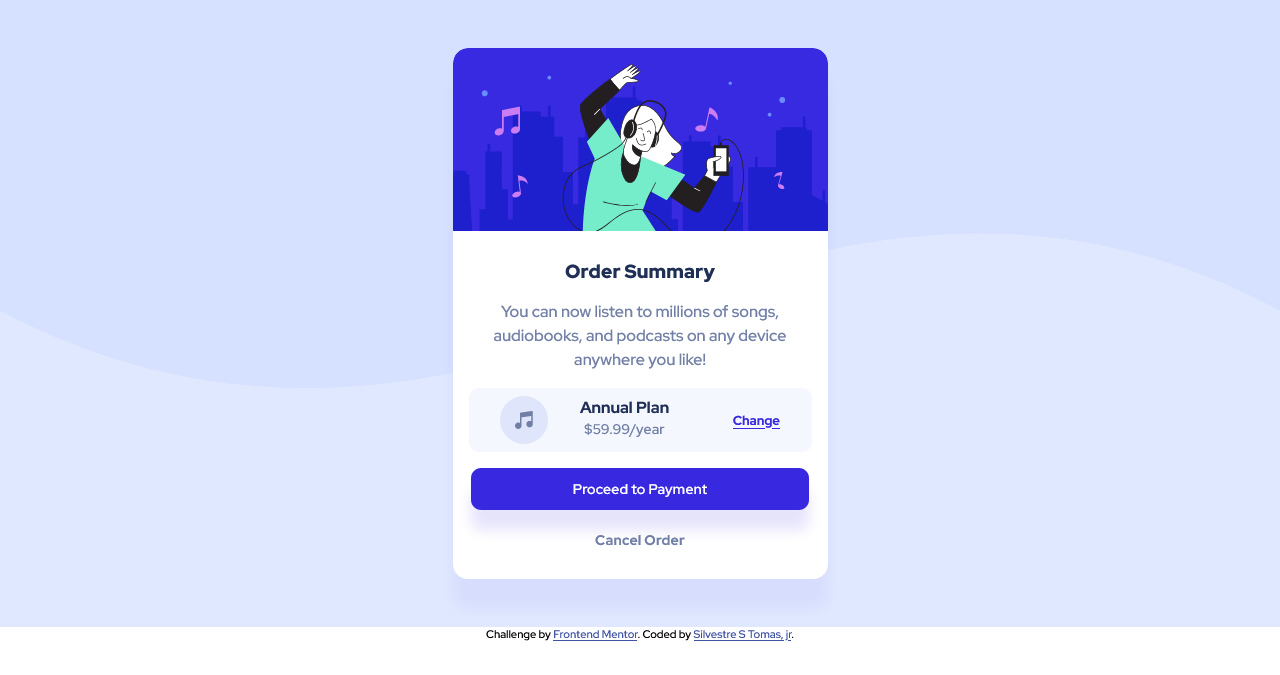 Order Summary
You can now listen to millions of songs,
audiobooks, and podcasts on any device
anywhere you like!
Annual Plan
$59.99/year
Change
Proceed to Payment
Cancel Order
Challenge by Frontend Mentor. Coded by Silvestre S Tomas, jr.